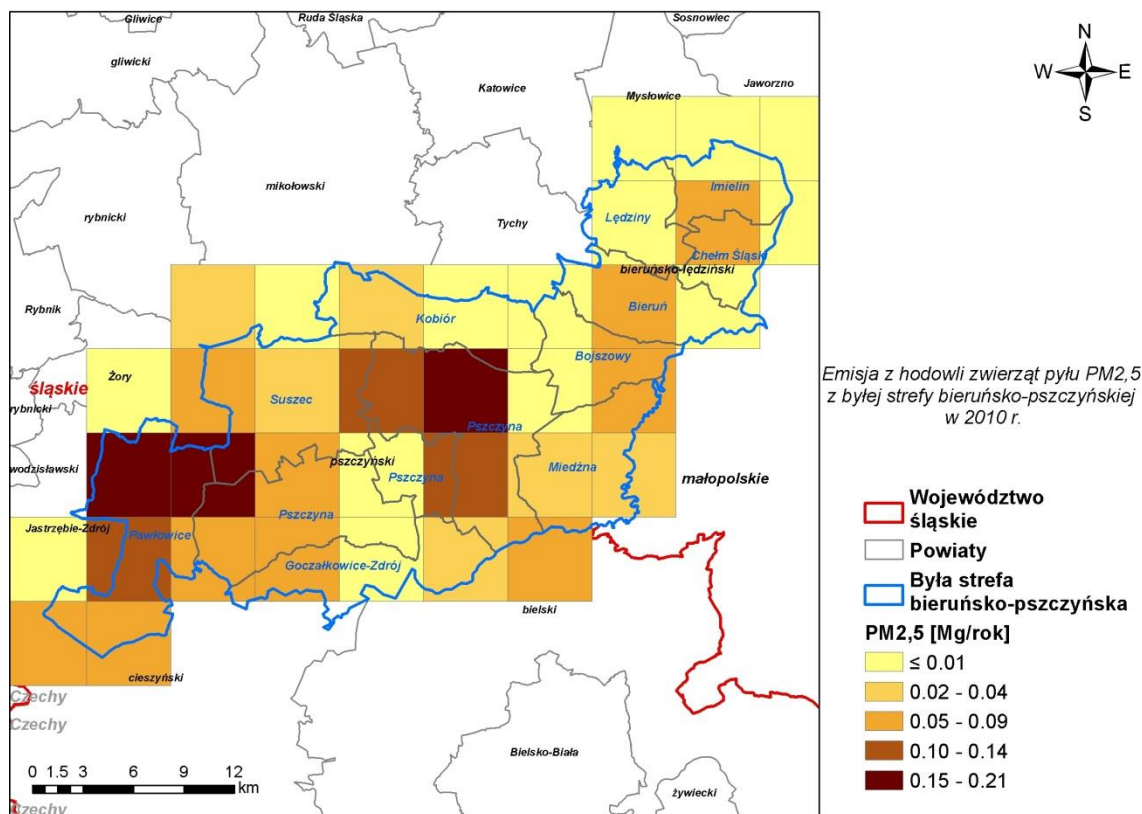 Gliwice
Ruda Śląska
Sosnowiec
gliwicki
Katowice
Jaworzno
Mysłowice
mikołowski
Imielin
rybnicki
Lędziny
Tychy
Chełm Śląski
bieruńsko-lędziński
Rybnik
Kobiór
Bieruń
Bojszowy
Żory
śląskie
Suszec
rybnicki
Pszczyna
wodzisławski
pszczyński
Pszczyna
Miedźna
małopolskie
Jastrzębie-Zdrój
Pawłowice
Pszczyna
Goczałkowice-Zdrój
bielski
cieszyński
Czechy
Czechy
Bielsko-Biała
żywiecki
Czechy
0 1.5 3 6 9 12
km
N
W E
S
Emisja z hodowli zwierząt pyłu PM2,5
z byłej strefy bieruńsko-pszczyńskiej
w 2010 r.
Województwo
śląskie
Powiaty
Była strefa
bieruńsko-pszczyńska
PM2,5 [Mg/rok]
≤ 0.01
0.02 - 0.04
0.05 - 0.09
0.10 - 0.14
0.15 - 0.21